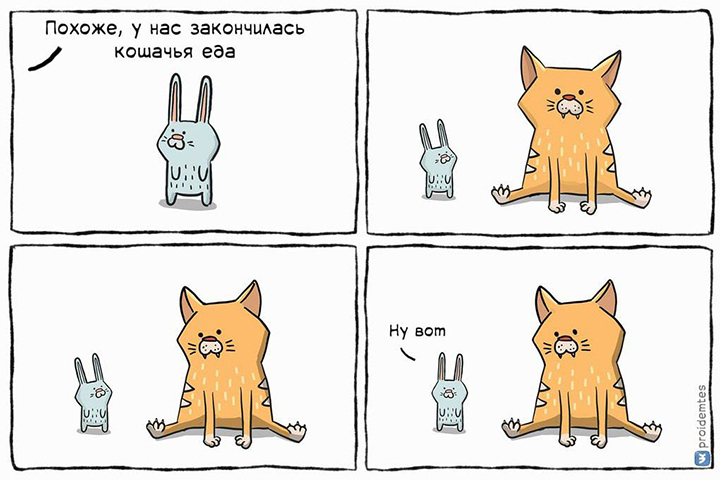 Похоже, у нас закончилась
кошачья еда
Ну вот
proidemtes